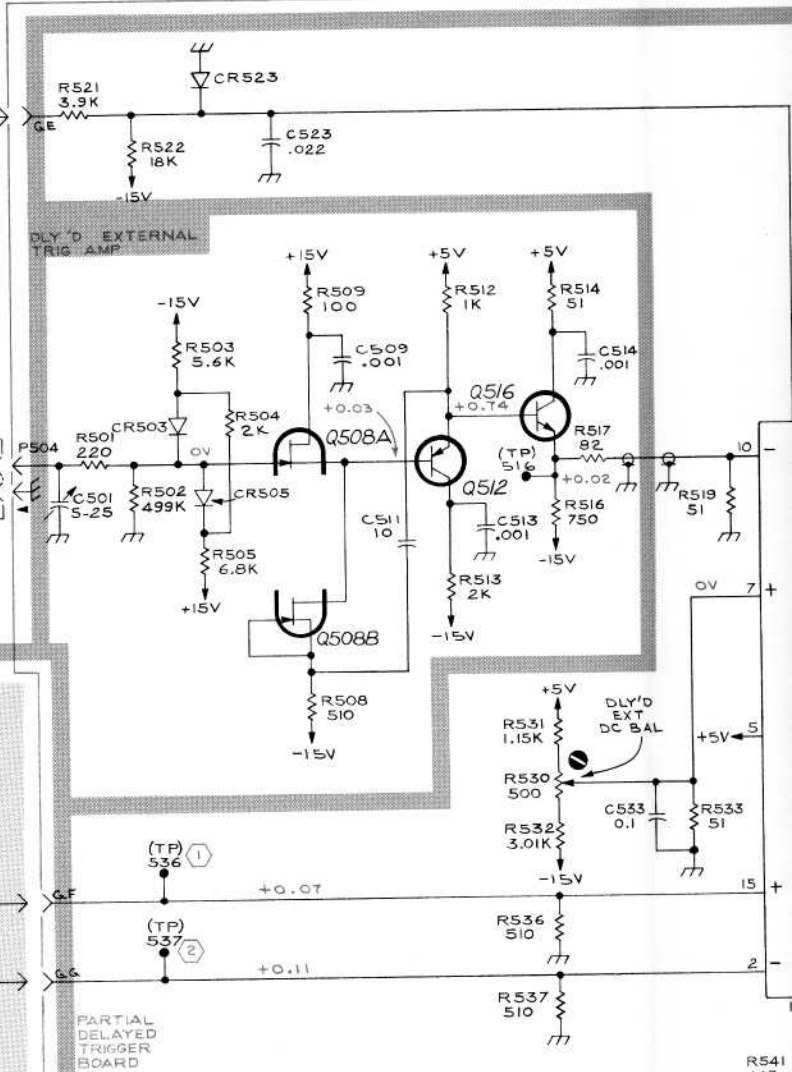 CR523
R521
3.9K
GE
C523
.022
R522
18K
-15V
DLY'D EXTERNAL
TRIG AMP
+15V
+5V
+5V
R509
100
R512
1K
R514
51
-15V
R503
5.6K
C509
.001
C514
.001
Q516
+0.03
+0.74
CR503
R504
2K
Q508A
R517
82
P504
R501
220
0V
(TP)
516
10
-
Q512
+0.02
C501
5-25
R502
499K
CR505
C511
10
C513
.001
R516
750
R519
51
R505
6.8K
-15V
+15V
R513
2K
0V
7
+
-15V
Q508B
R508
510
-15V
+5V
DLY'D
EXT
DC BAL
R531
1.15K
+5V
5
R530
500
C533
0.1
R533
51
R532
3.01K
-15V
(TP)
536
1
GF
+0.07
15
+
R536
510
(TP)
537
2
GG
+0.11
2
-
R537
510
PARTIAL
DELAYED
TRIGGER
BOARD
R541